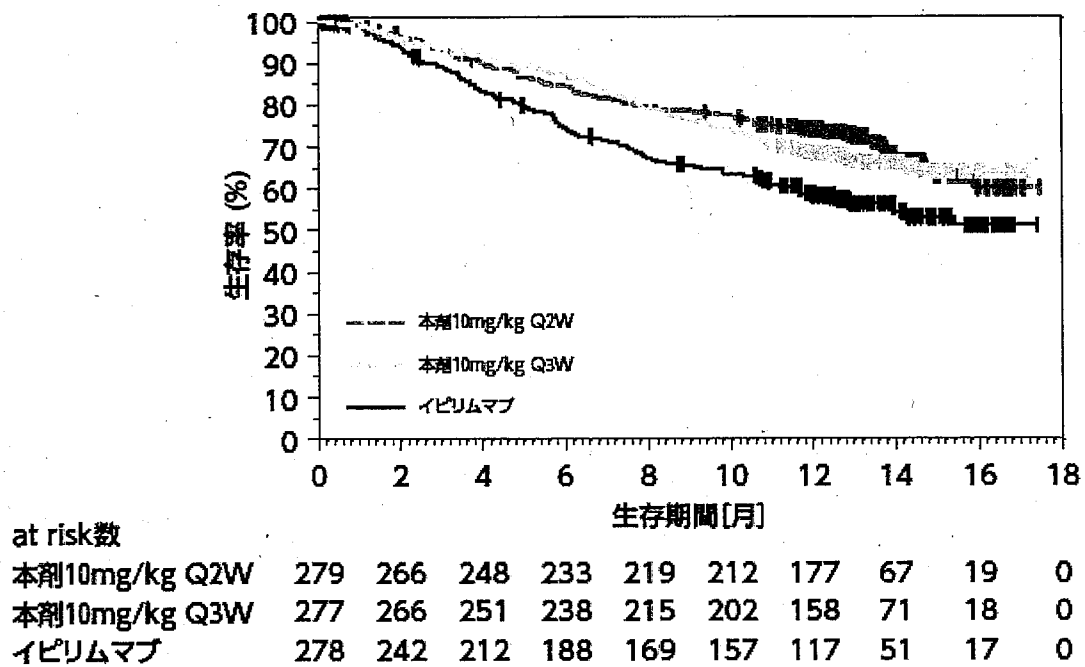 100
90
80
70
60
50
40
30
20
10
0
生存率 (%)
本剤10mg/kg Q2W
本剤10mg/kg Q3W
イピリムマブ
0 2 4 6 8 10 12 14 16 18
生存期間[月]
at risk数
本剤10mg/kg Q2W 279 266 248 233 219 212 177 67 19 0
本剤10mg/kg Q3W 277 266 251 238 215 202 158 71 18 0
イピリムマブ 278 242 212 188 169 157 117 51 17 0